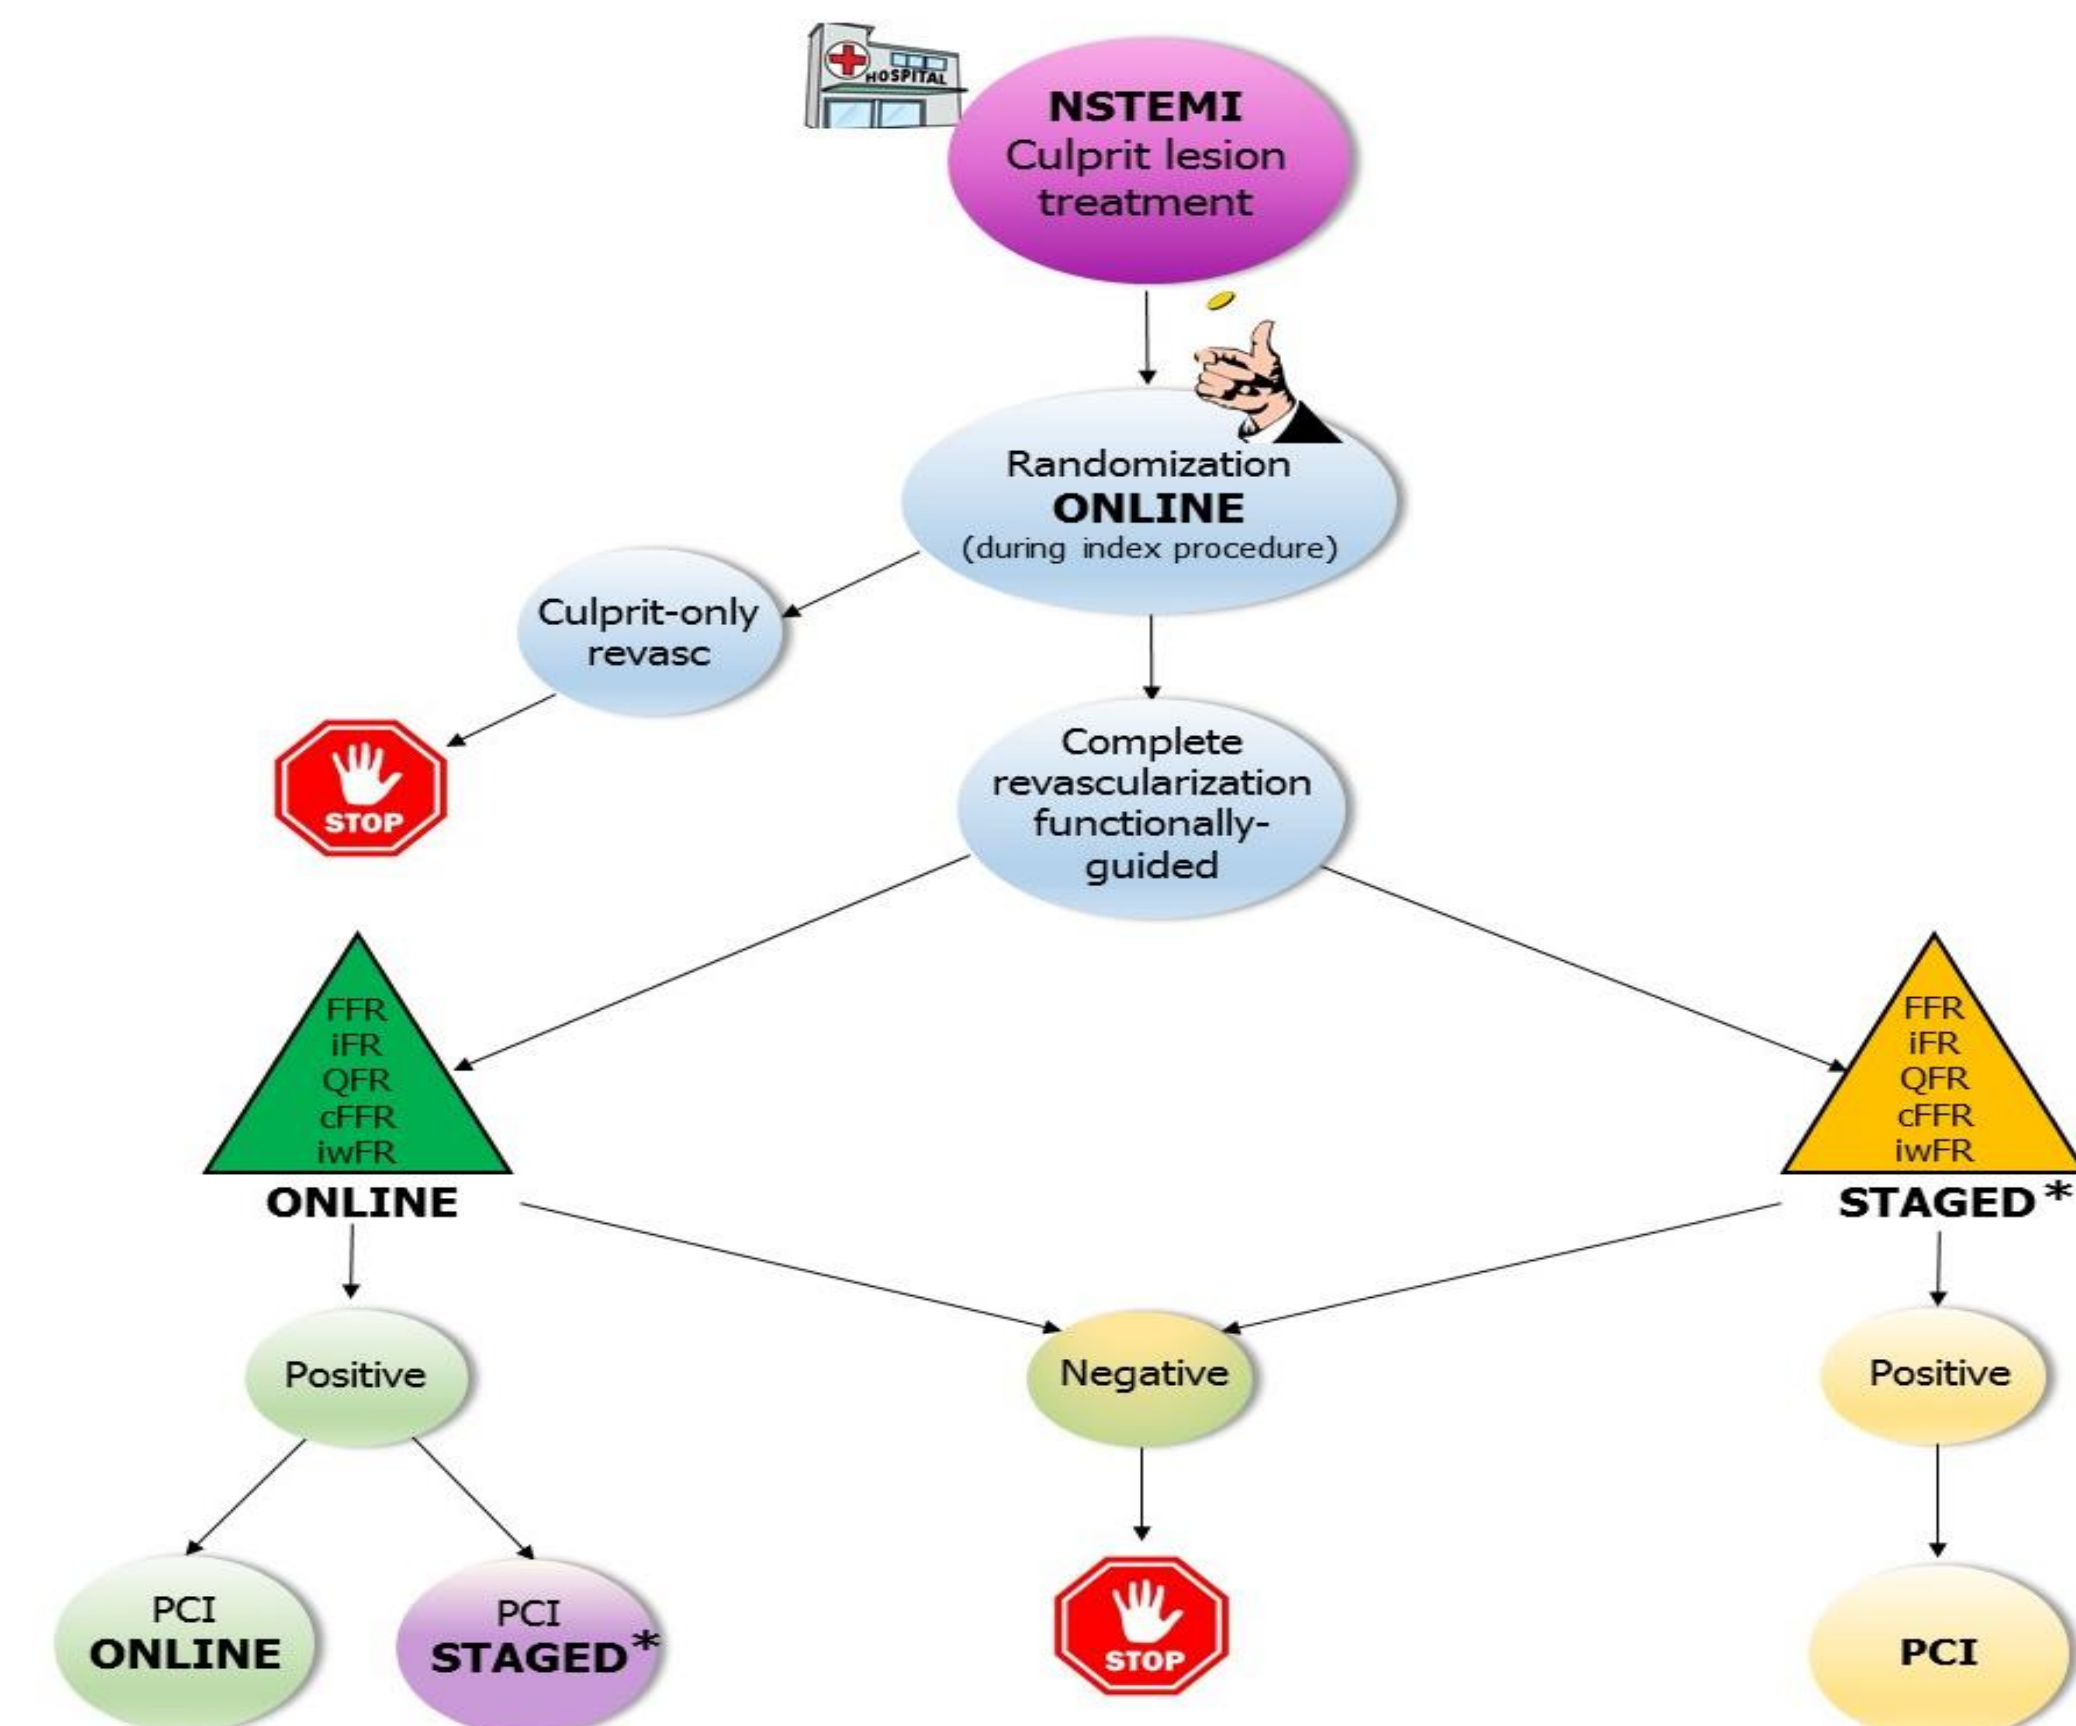 HOSPITAL
NSTEMI
Culprit lesion
treatment
Randomization
ONLINE
(during index procedure)
Culprit-only
revasc
STOP
Complete
revascularization
functionally-
guided
FFR
iFR
QFR
cFFR
iwFR
ONLINE
FFR
iFR
QFR
cFFR
iwFR
STAGED*
Positive
Negative
Positive
PCI
ONLINE
PCI
STAGED*
STOP
PCI